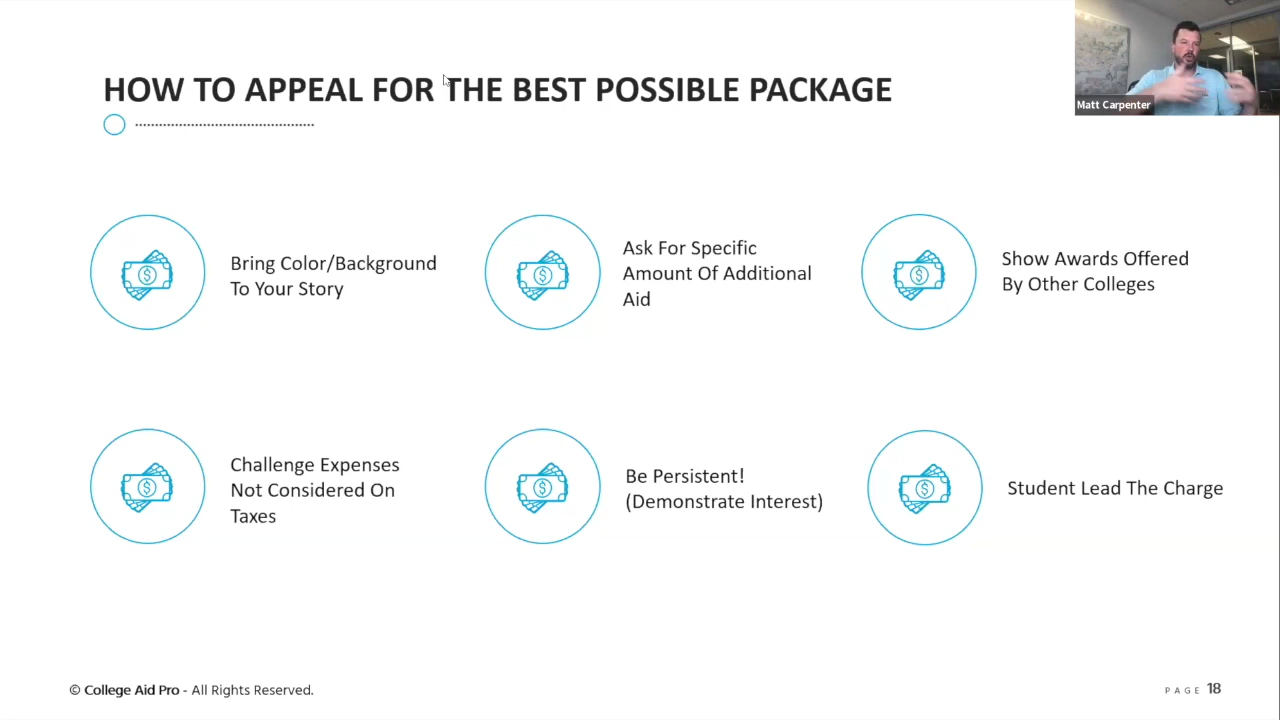 HOW TO APPEAL FOR THE BEST POSSIBLE PACKAGE
Matt Carpenter
Bring Color/Background
To Your Story
Ask For Specific
Amount Of Additional
Aid
Show Awards Offered
By Other Colleges
Challenge Expenses
Not Considered On
Taxes
Be Persistent!
(Demonstrate Interest)
Student Lead The Charge
© College Aid Pro - All Rights Reserved.
PAGE 18